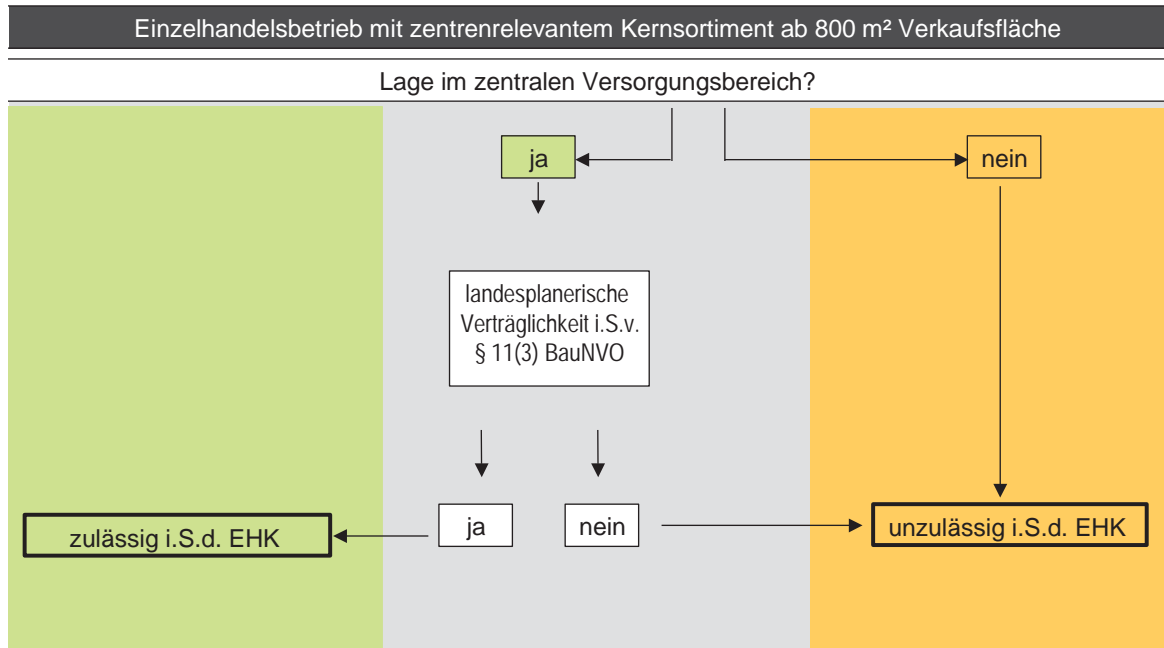 Einzelhandelsbetrieb mit zentrenrelevantem Kernsortiment ab 800 m² Verkaufsfläche
Lage im zentralen Versorgungsbereich?
ja
nein
landesplanerische
Verträglichkeit i.S.v.
§ 11(3) BauNVO
zulässig i.S.d. EHK
ja
nein
unzulässig i.S.d. EHK